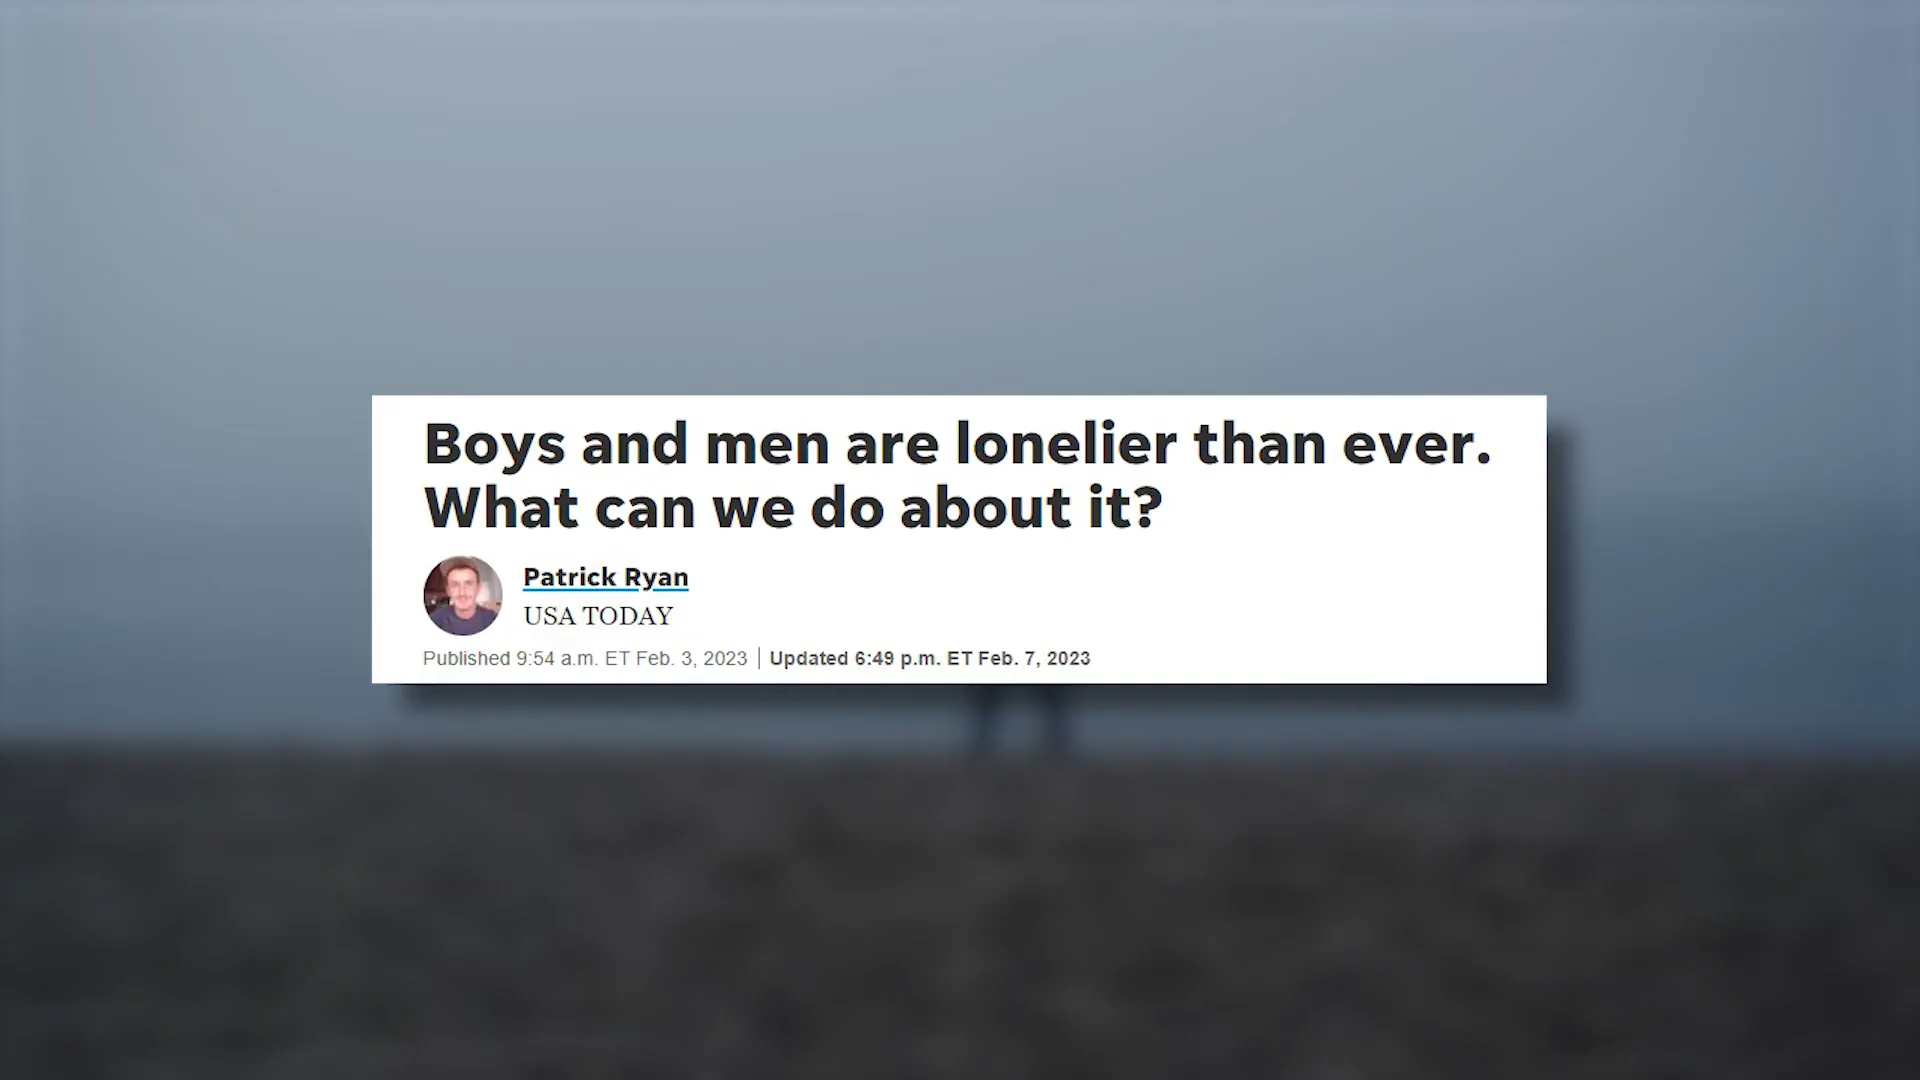 Boys and men are lonelier than ever.
What can we do about it?
Patrick Ryan
USA TODAY
Published 9:54 a.m. ET Feb. 3, 2023 | Updated 6:49 p.m. ET Feb. 7, 2023